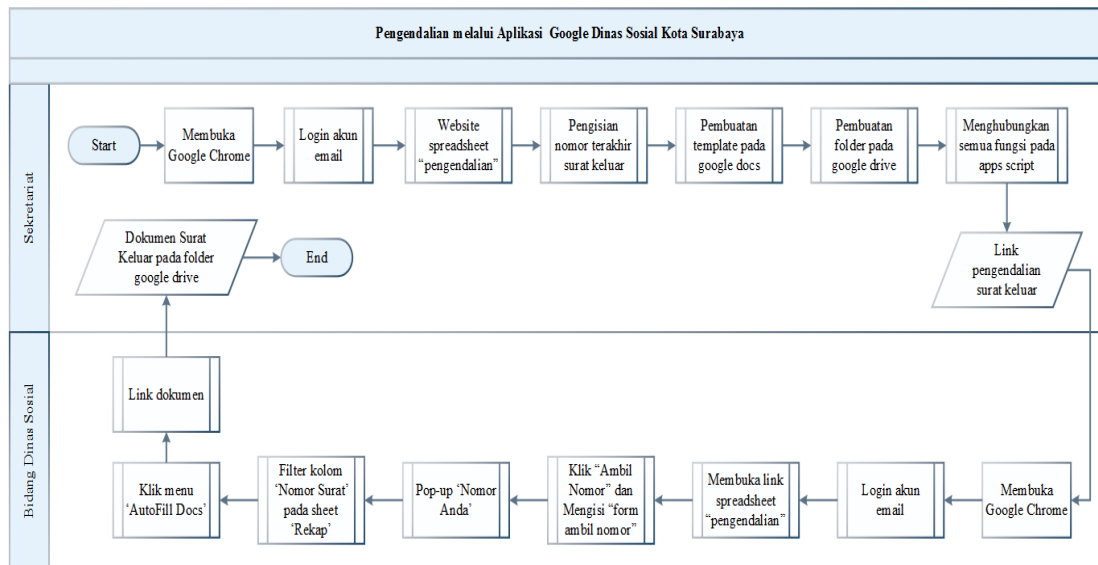 Pengendalian melalui Aplikasi Google Dinas Sosial Kota Surabaya
Sekretariat
Start
Membuka
Google Chrome
Login akun
email
Website
spreadsheet
“pengendalian”
Pengisian
nomor terakhir
surat keluar
Pembuatan
template pada
google docs
Pembuatan
folder pada
google drive
Menghubungkan
semua fungsi pada
apps script
Dokumen Surat
Keluar pada folder
google drive
End
Link
pengendalian
surat keluar
Bidang Dinas Sosial
Link dokumen
Klik menu
‘AutoFill Docs’
Filter kolom
‘Nomor Surat’
pada sheet
‘Rekap’
Pop-up ‘Nomor
Anda’
Klik “Ambil
Nomor” dan
Mengisi “form
ambil nomor”
Membuka link
spreadsheet
“pengendalian”
Login akun
email
Membuka
Google Chrome